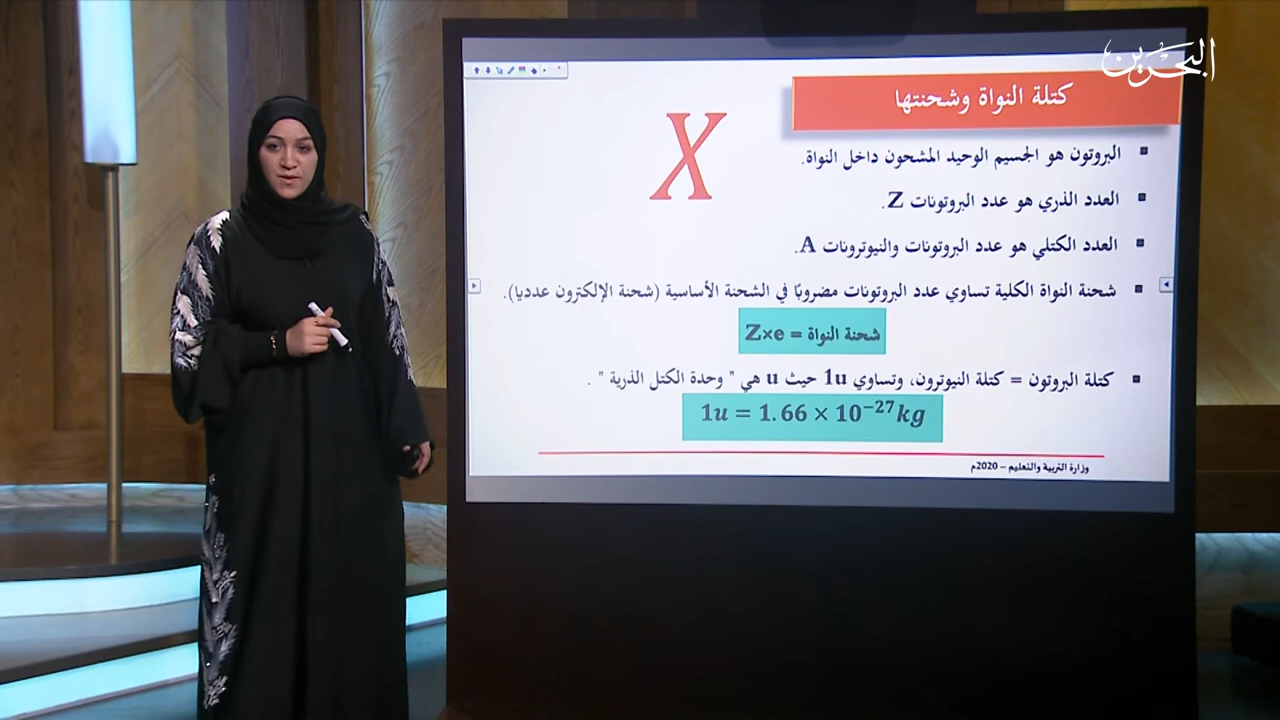 البحرين
كتلة النواة وشحنتها
X
البروتون هو الجسيم الوحيد المشحون داخل النواة.
العدد الذري هو عدد البروتونات Z.
العدد الكتلي هو عدد البروتونات والنيوترونات A.
شحنة النواة الكلية تساوي عدد البروتونات مضروبًا في الشحنة الأساسية (شحنة الإلكترون عدديا).
شحنة النواة = Z×e
كتلة البروتون = كتلة النيوترون، وتساوي 1u حيث u هي " وحدة الكتل الذرية " .
1u = 1.66 × 10⁻²⁷ kg
وزارة التربية والتعليم – 2020م